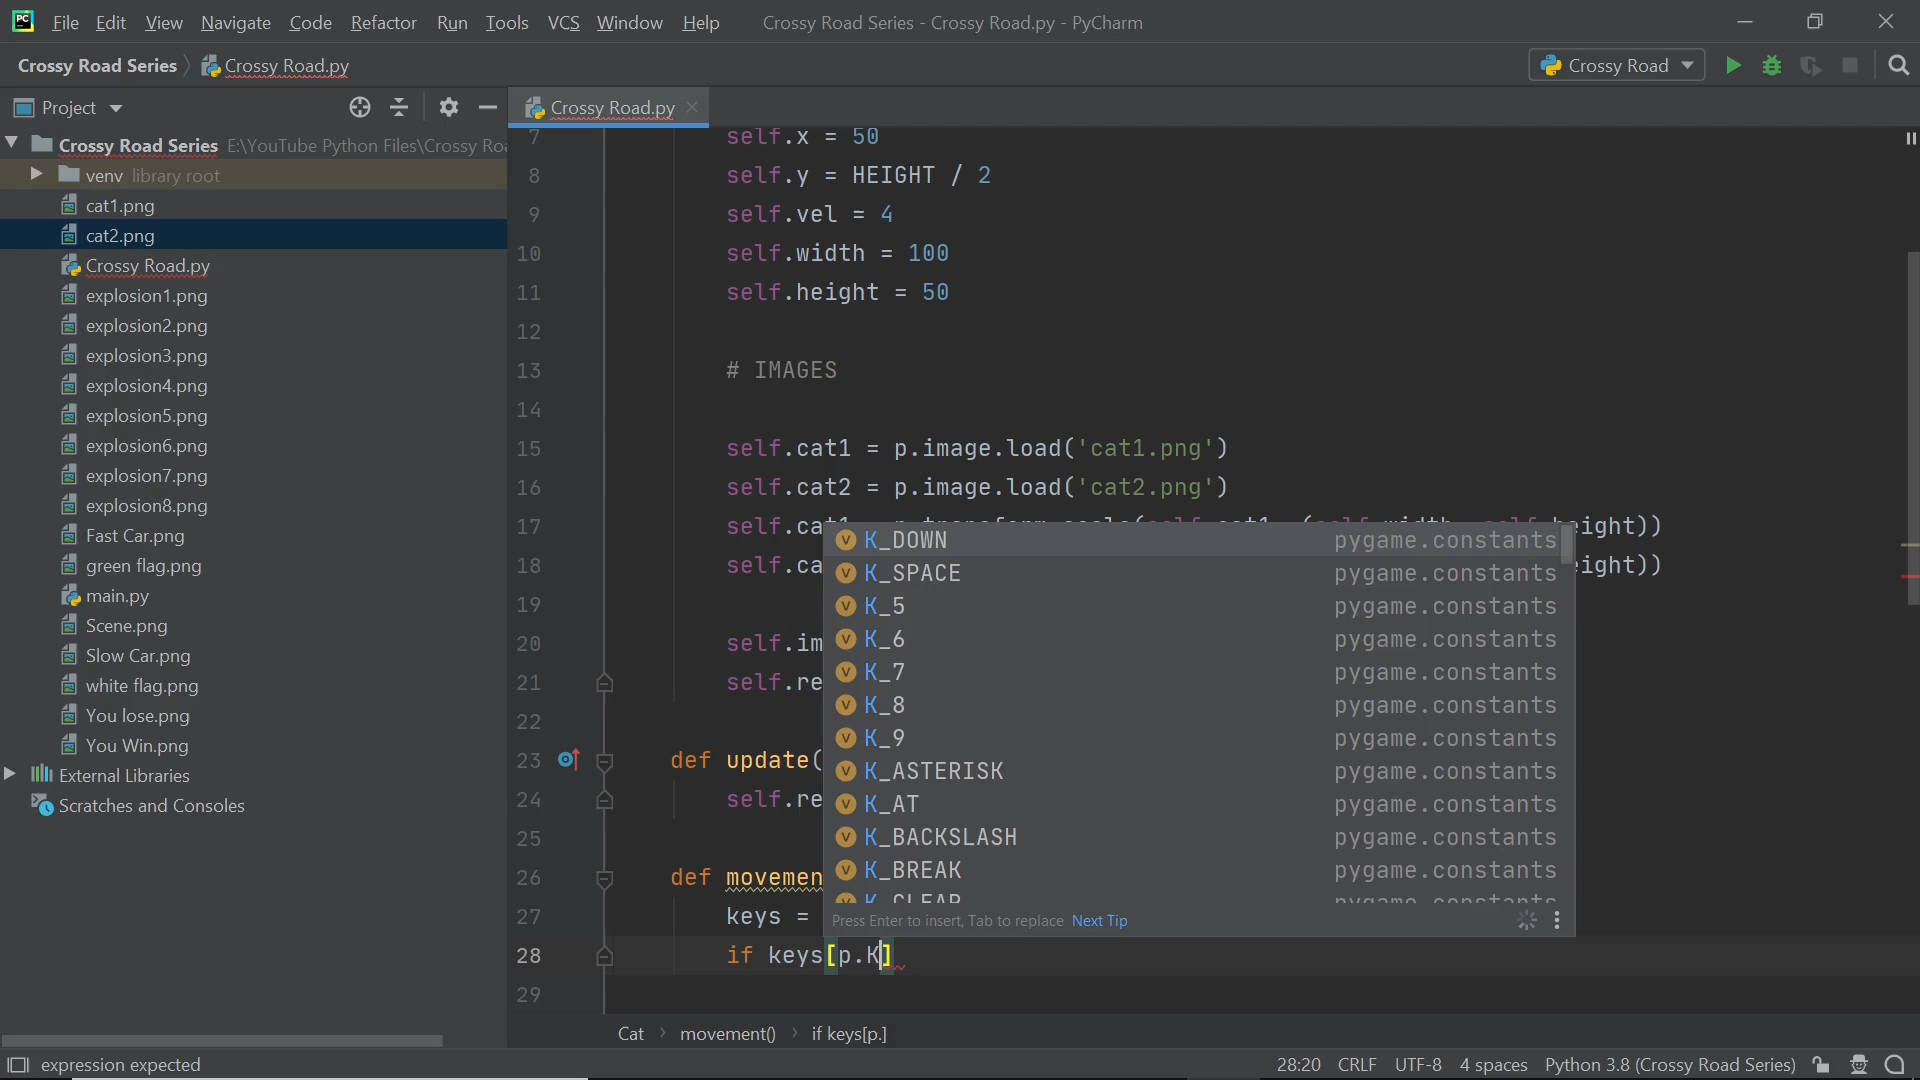 PC File Edit View Navigate Code Refactor Run Tools VCS Window Help Crossy Road Series - Crossy Road.py - PyCharm
Crossy Road Series Crossy Road.py Crossy Road
Project
Crossy Road.py
Crossy Road Series E:\YouTube Python Files\Crossy Ro
venv library root
cat1.png
cat2.png
Crossy Road.py
explosion1.png
explosion2.png
explosion3.png
explosion4.png
explosion5.png
explosion6.png
explosion7.png
explosion8.png
Fast Car.png
green flag.png
main.py
Scene.png
Slow Car.png
white flag.png
You lose.png
You Win.png
External Libraries
Scratches and Consoles
7 self.x = 50
8 self.y = HEIGHT / 2
9 self.vel = 4
10 self.width = 100
11 self.height = 50
12
13 # IMAGES
14
15 self.cat1 = p.image.load('cat1.png')
16 self.cat2 = p.image.load('cat2.png')
17 self.cat1 = p.transform.scale(self.cat1, (self.width, self.height))
18 self.ca eight))
19
20 self.im
21 self.re
22
23 def update(
24 self.re
25
26 def movemen
27 keys =
28 if keys[p.K]
29
K_DOWN pygame.constants
K_SPACE pygame.constants
K_5 pygame.constants
K_6 pygame.constants
K_7 pygame.constants
K_8 pygame.constants
K_9 pygame.constants
K_ASTERISK pygame.constants
K_AT pygame.constants
K_BACKSLASH pygame.constants
K_BREAK pygame.constants
K_CLEAR pygame.constants
Press Enter to insert, Tab to replace Next Tip
Cat movement() if keys[p.]
expression expected 28:20 CRLF UTF-8 4 spaces Python 3.8 (Crossy Road Series)